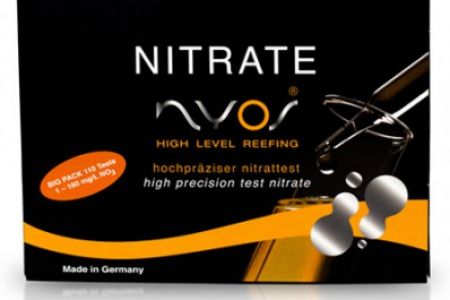 NITRATE
nyos®
HIGH LEVEL REEFING
hochpräziser nitrattest
high precision test nitrate
BIG PACK 110 Tests
1 – 160 mg/L NO₃
Made in Germany